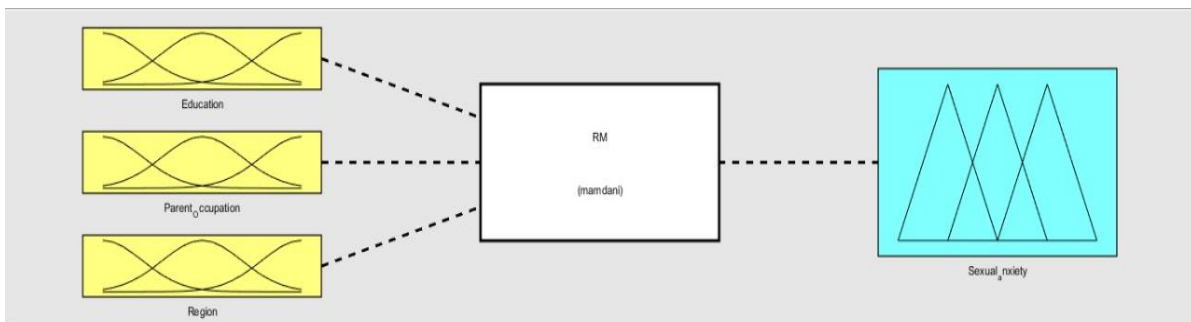 Education
Parent_Occupation
Region
RM
(mamdani)
Sexual_anxiety